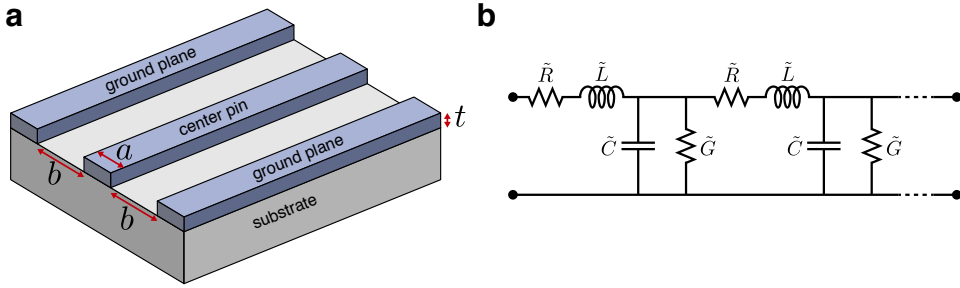 a
ground plane
center pin
ground plane
substrate
a
b
b
t
b
R̃
L̃
R̃
L̃
C̃
G̃
C̃
G̃